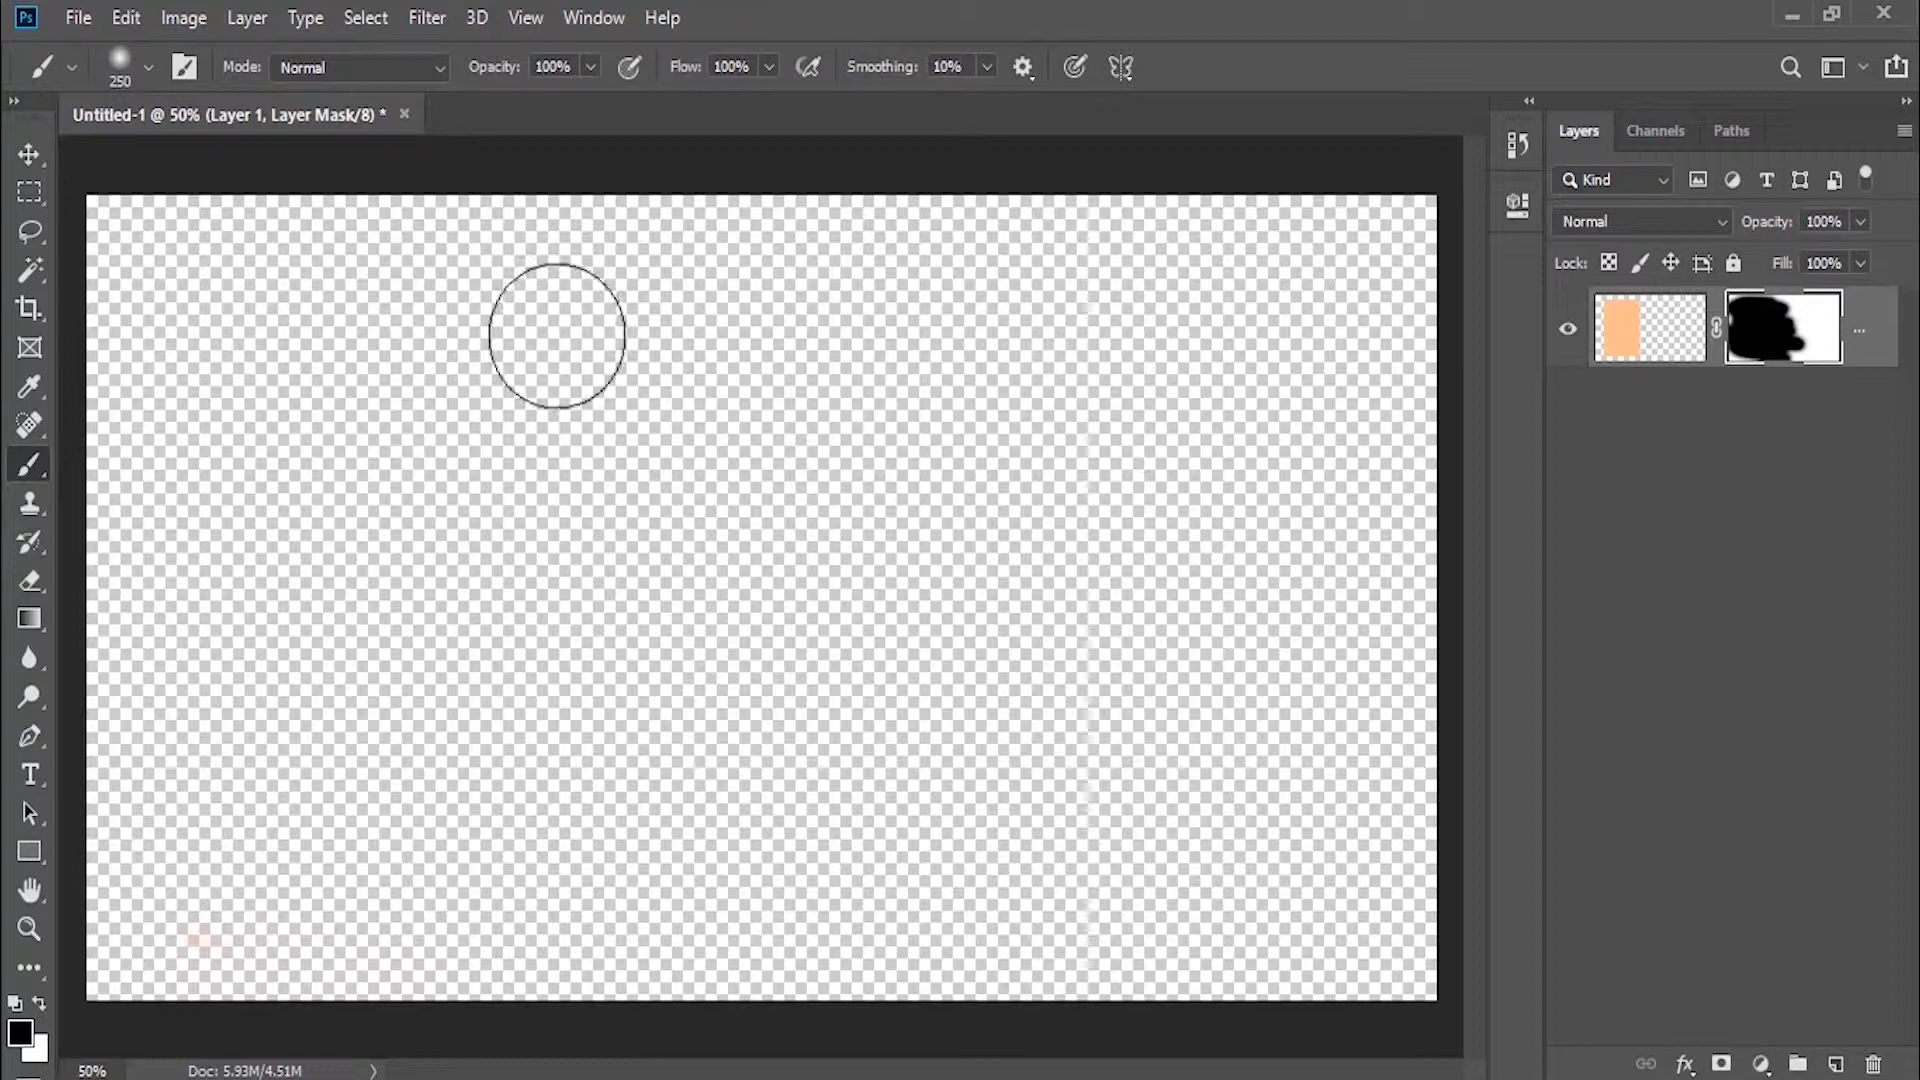 Ps File Edit Image Layer Type Select Filter 3D View Window Help
250 Mode: Normal Opacity: 100% Flow: 100% Smoothing: 10%
Untitled-1 @ 50% (Layer 1, Layer Mask/8) *
Layers Channels Paths
Kind
Normal Opacity: 100%
Lock: Fill: 100%
50% Doc: 5.93M/4.51M